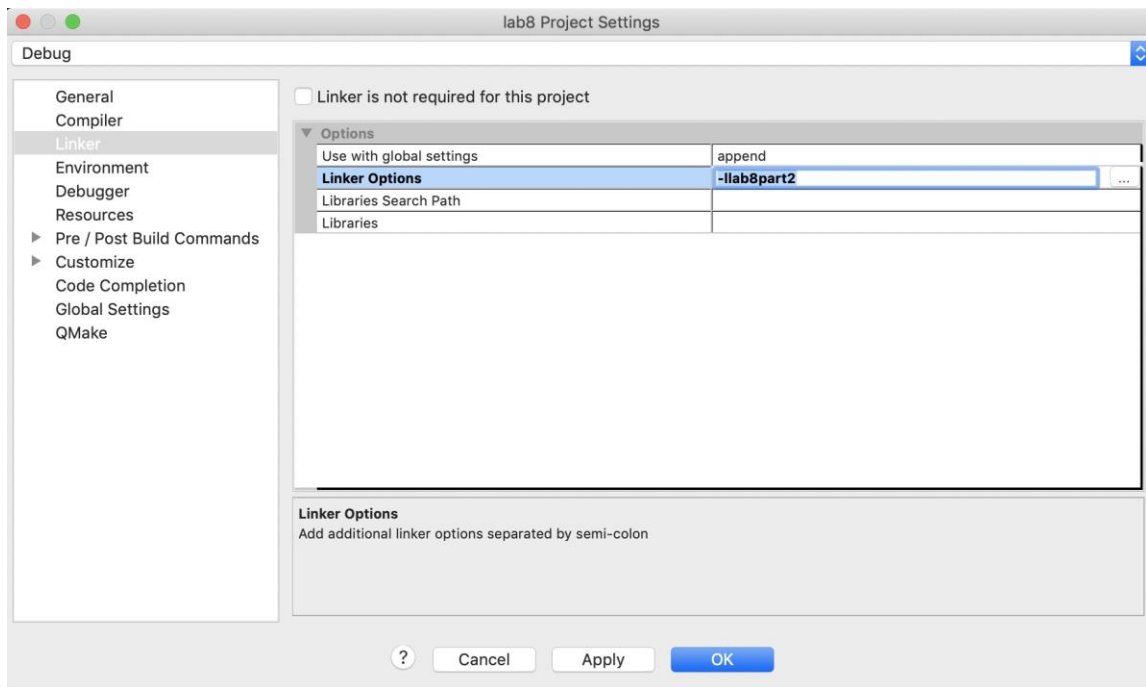 lab8 Project Settings
Debug
General
Compiler
Linker
Environment
Debugger
Resources
Pre / Post Build Commands
Customize
Code Completion
Global Settings
QMake
Linker is not required for this project
Options
Use with global settings append
Linker Options -llab8part2 ...
Libraries Search Path
Libraries
Linker Options
Add additional linker options separated by semi-colon
? Cancel Apply OK